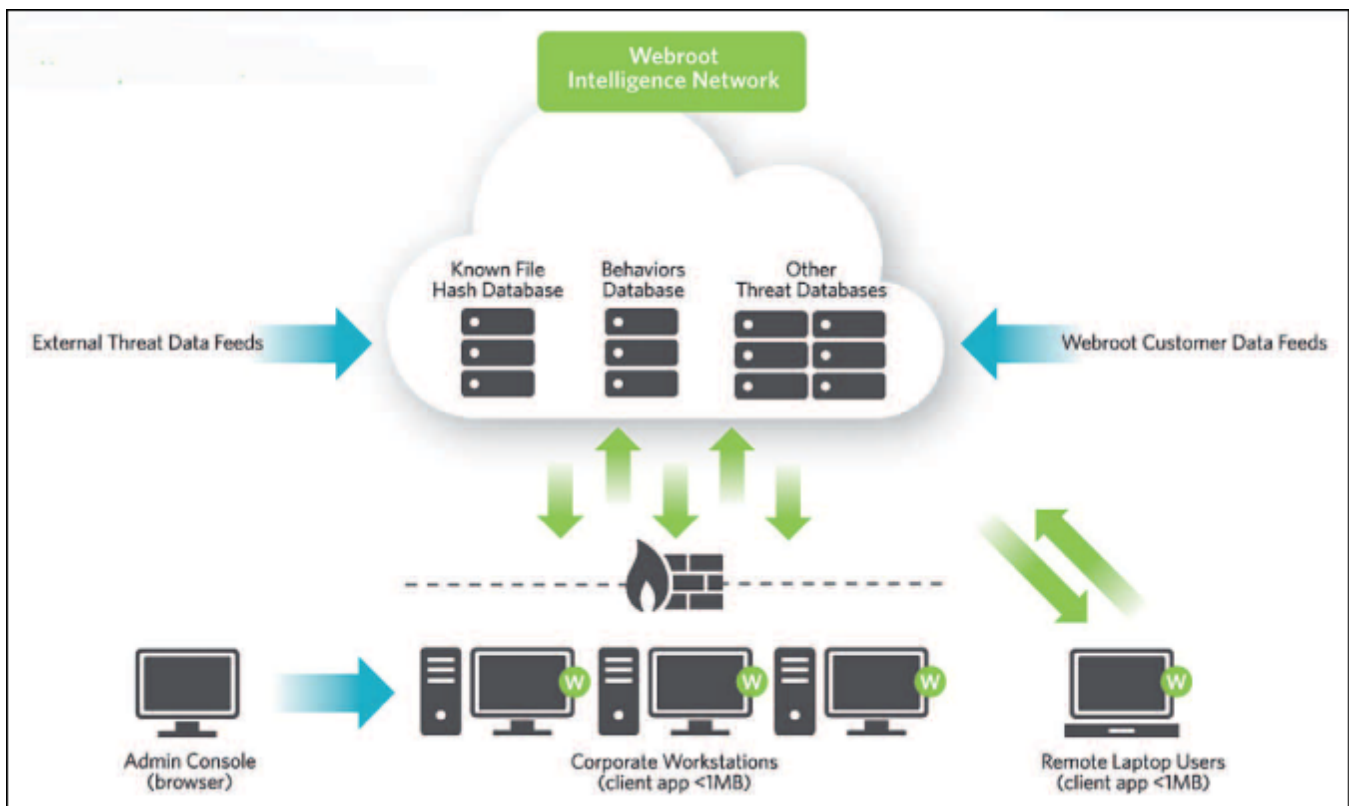 Webroot
Intelligence Network
Known File
Hash Database
Behaviors
Database
Other
Threat Databases
External Threat Data Feeds
Webroot Customer Data Feeds
W
W
W
W
Admin Console
(browser)
Corporate Workstations
(client app <1MB)
Remote Laptop Users
(client app <1MB)